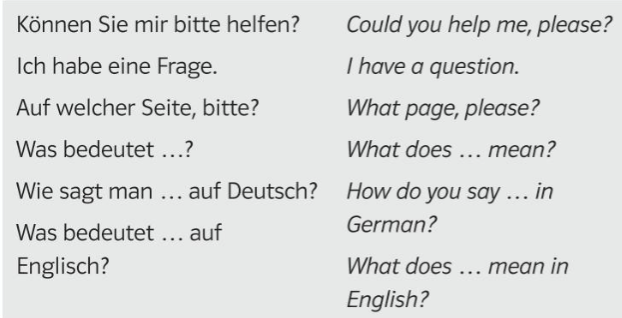 Können Sie mir bitte helfen?
Could you help me, please?
Ich habe eine Frage.
I have a question.
Auf welcher Seite, bitte?
What page, please?
Was bedeutet …?
What does … mean?
Wie sagt man … auf Deutsch?
How do you say … in
German?
Was bedeutet … auf
Englisch?
What does … mean in
English?